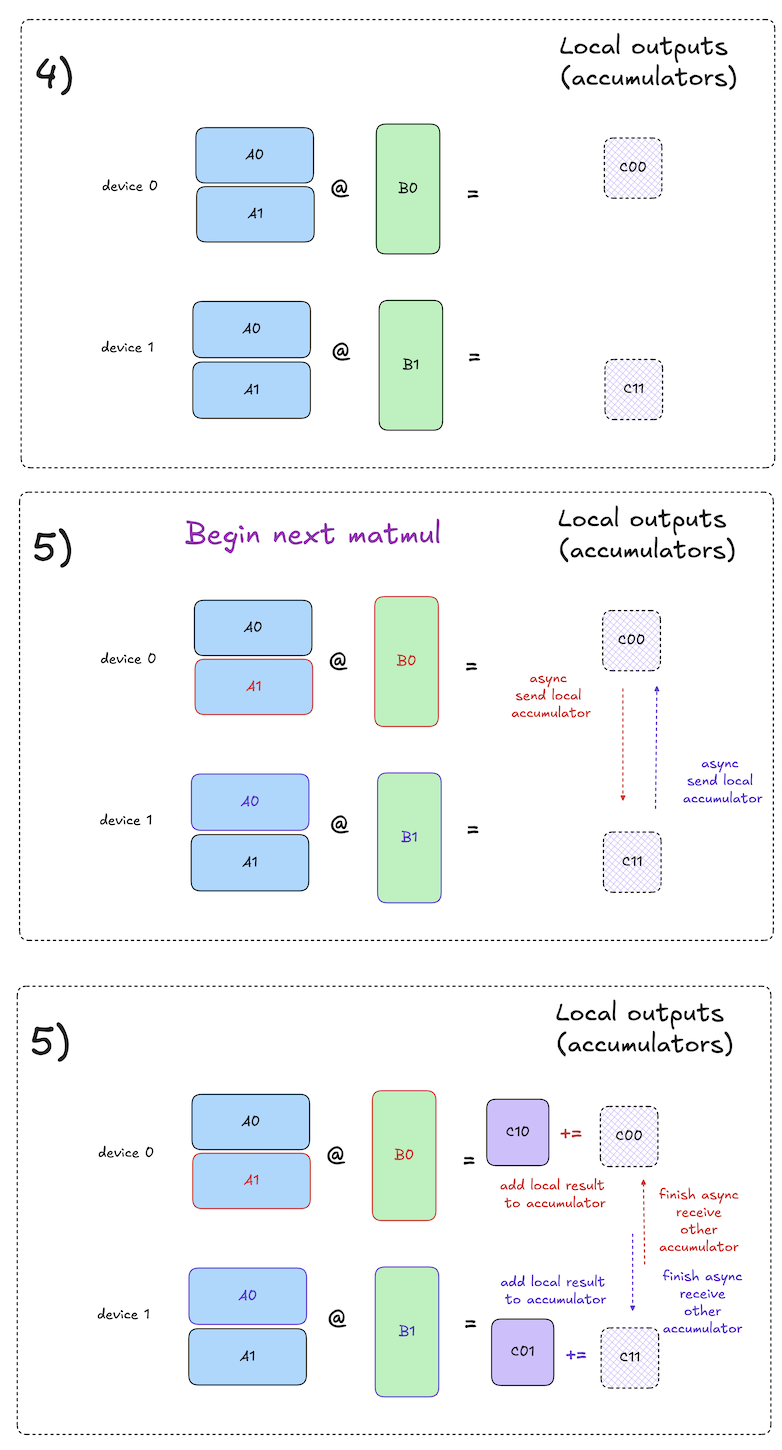 4)
Local outputs
(accumulators)
device 0
A0
A1
@
B0
=
C00
device 1
A0
A1
@
B1
=
C11
5)
Begin next matmul
Local outputs
(accumulators)
device 0
A0
A1
@
B0
=
C00
async
send local
accumulator
async
send local
accumulator
device 1
A0
A1
@
B1
=
C11
5)
Local outputs
(accumulators)
device 0
A0
A1
@
B0
=
C10
+=
C00
add local result
to accumulator
finish async
receive
other
accumulator
device 1
A0
A1
@
B1
=
add local result
to accumulator
finish async
receive
other
accumulator
C01
+=
C11